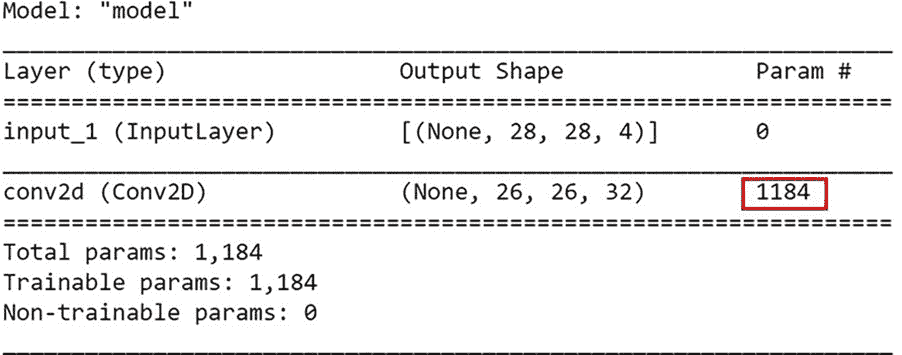 Model: "model"
Layer (type) Output Shape Param #
input_1 (InputLayer) [(None, 28, 28, 4)] 0
conv2d (Conv2D) (None, 26, 26, 32) 1184
Total params: 1,184
Trainable params: 1,184
Non-trainable params: 0